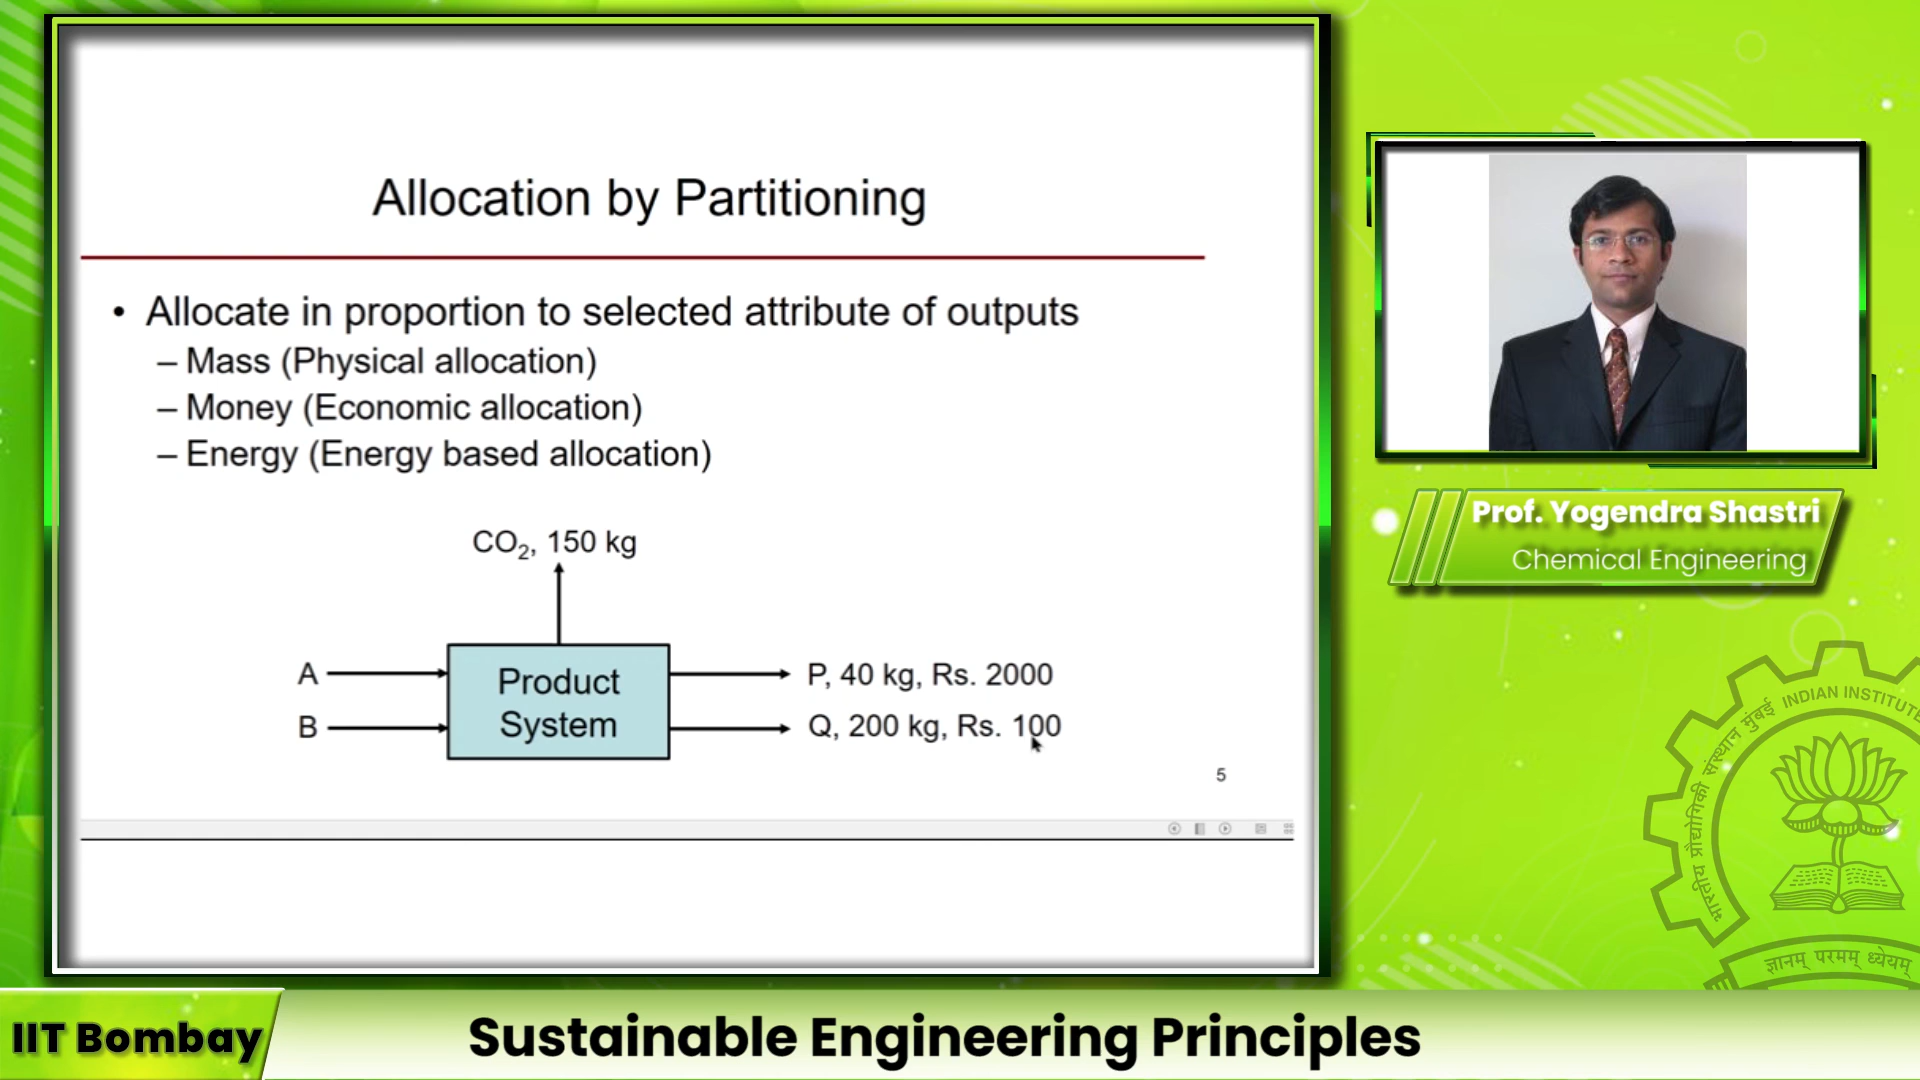 Allocation by Partitioning
• Allocate in proportion to selected attribute of outputs
– Mass (Physical allocation)
– Money (Economic allocation)
– Energy (Energy based allocation)
CO₂, 150 kg
A
B
Product
System
P, 40 kg, Rs. 2000
Q, 200 kg, Rs. 100
5
Prof. Yogendra Shastri
Chemical Engineering
भारतीय प्रौद्योगिकी संस्थान मुंबई INDIAN INSTITUTE
ज्ञानम् परमम् ध्येयम्
IIT Bombay
Sustainable Engineering Principles